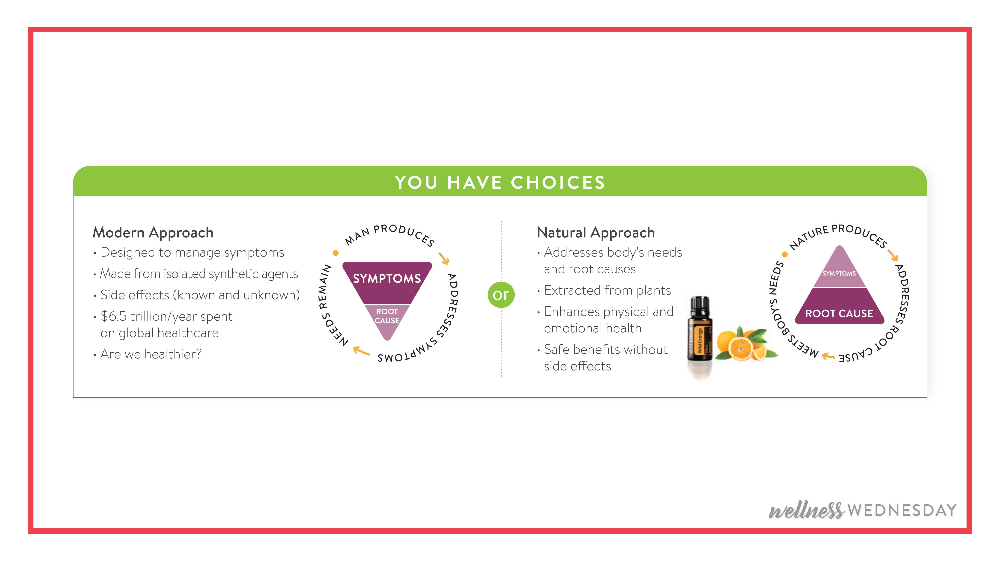 YOU HAVE CHOICES
Modern Approach
• Designed to manage symptoms
• Made from isolated synthetic agents
• Side effects (known and unknown)
• $6.5 trillion/year spent
on global healthcare
• Are we healthier?
MAN PRODUCES
ADDRESSES SYMPTOMS
NEEDS REMAIN
SYMPTOMS
ROOT
CAUSE
or
Natural Approach
• Addresses body's needs
and root causes
• Extracted from plants
• Enhances physical and
emotional health
• Safe benefits without
side effects
dōTERRA
Wild Orange
NATURE PRODUCES
ADDRESSES ROOT CAUSE
MEETS BODY'S NEEDS
SYMPTOMS
ROOT CAUSE
wellness WEDNESDAY